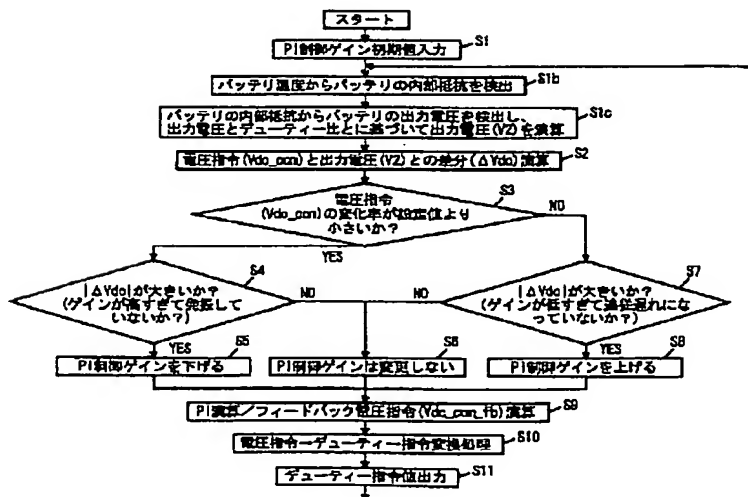 スタート
PI制御ゲイン初期値入力
S1
バッテリ温度からバッテリの内部抵抗を検出
S1b
バッテリの内部抵抗からバッテリの出力電圧を検出し、
出力電圧とデューティー比とに基づいて出力電圧(V2)を演算
S1c
電圧指令(Vdc_com)と出力電圧(V2)との差分(ΔVdc)演算
S2
電圧指令
(Vdc_com)の変化率が設定値より
小さいか?
S3
YES
NO
|ΔVdc|が大きいか?
(ゲインが高すぎて発振して
いないか?)
S4
NO
YES
|ΔVdc|が大きいか?
(ゲインが低すぎて追従遅れにな
っていないか?)
S7
NO
YES
PI制御ゲインを下げる
S5
PI制御ゲインは変更しない
S6
PI制御ゲインを上げる
S8
PI演算/フィードバック電圧指令(Vdc_com_fb)演算
S9
電圧指令→デューティー指令変換処理
S10
デューティー指令値出力
S11